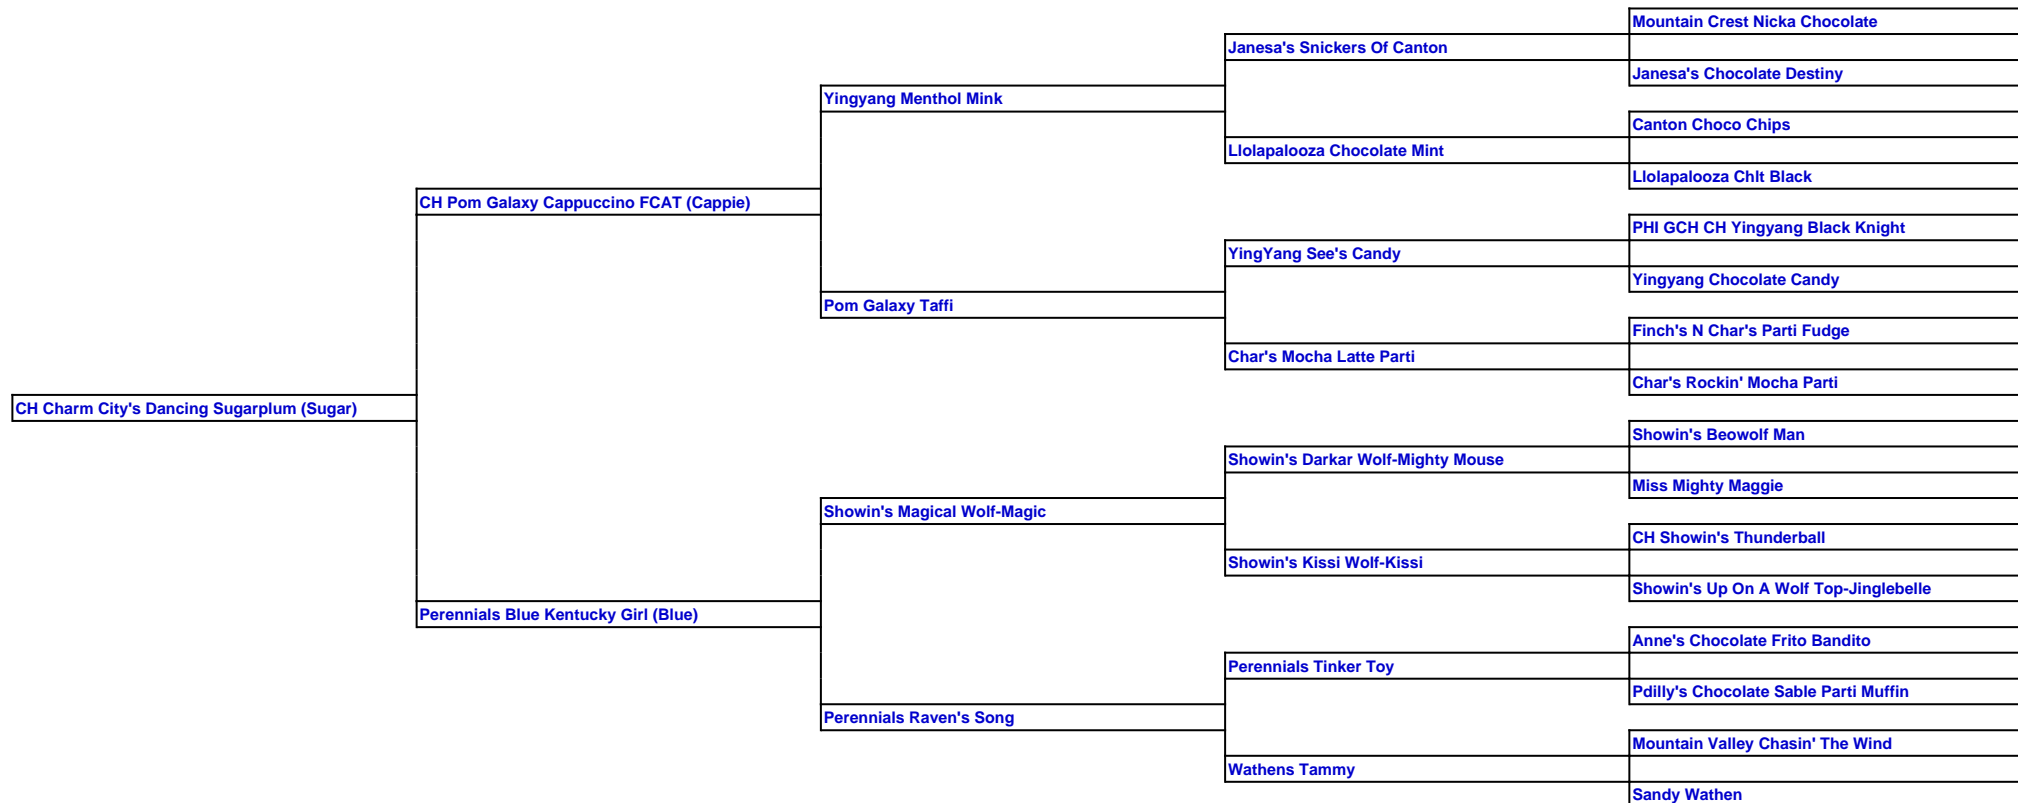 Mountain Crest Nicka Chocolate
Janesa's Snickers Of Canton
Janesa's Chocolate Destiny
Yingyang Menthol Mink
Canton Choco Chips
Llolapalooza Chocolate Mint
Llolapalooza Chlt Black
CH Pom Galaxy Cappuccino FCAT (Cappie)
PHI GCH CH Yingyang Black Knight
YingYang See's Candy
Yingyang Chocolate Candy
Pom Galaxy Taffi
Finch's N Char's Parti Fudge
Char's Mocha Latte Parti
Char's Rockin' Mocha Parti
CH Charm City's Dancing Sugarplum (Sugar)
Showin's Beowolf Man
Showin's Darkar Wolf-Mighty Mouse
Miss Mighty Maggie
Showin's Magical Wolf-Magic
CH Showin's Thunderball
Showin's Kissi Wolf-Kissi
Showin's Up On A Wolf Top-Jinglebelle
Perennials Blue Kentucky Girl (Blue)
Anne's Chocolate Frito Bandito
Perennials Tinker Toy
Pdilly's Chocolate Sable Parti Muffin
Perennials Raven's Song
Mountain Valley Chasin' The Wind
Wathens Tammy
Sandy Wathen